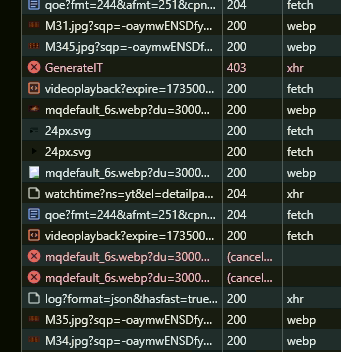 qoe?fmt=244&afmt=251&cpn... 204 fetch
M31.jpg?sqp=-oaymwENSDfy... 200 webp
M345.jpg?sqp=-oaymwENSDf... 200 webp
GenerateIT 403 xhr
videoplayback?expire=173500... 200 fetch
mqdefault_6s.webp?du=3000... 200 webp
24px.svg 200 fetch
24px.svg 200 fetch
mqdefault_6s.webp?du=3000... 200 webp
watchtime?ns=yt&el=detailpa... 204 xhr
qoe?fmt=244&afmt=251&cpn... 204 fetch
videoplayback?expire=173500... 200 fetch
mqdefault_6s.webp?du=3000... (cancel...
mqdefault_6s.webp?du=3000... (cancel...
log?format=json&hasfast=true... 200 xhr
M35.jpg?sqp=-oaymwENSDfy... 200 webp
M34.jpg?sqp=-oaymwENSDfy... 200 webp